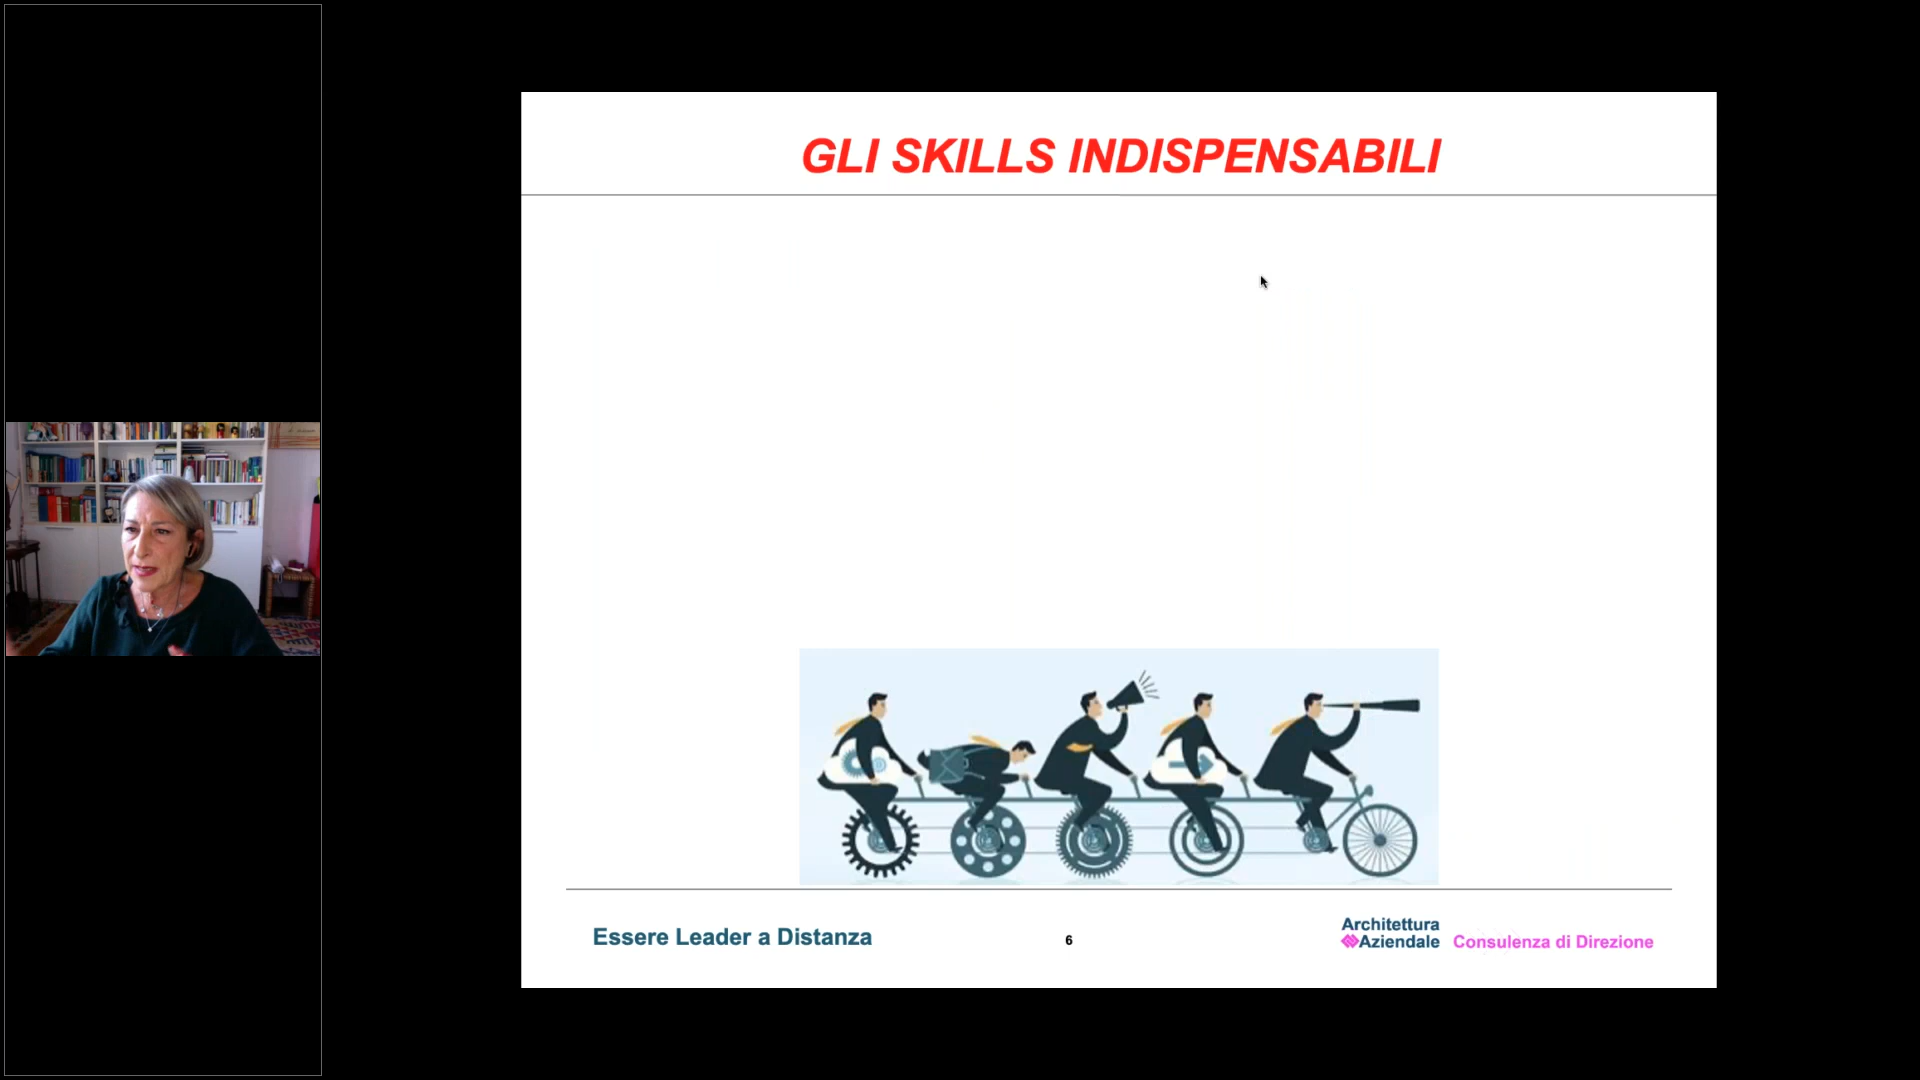 GLI SKILLS INDISPENSABILI
Essere Leader a Distanza
6
Architettura
Aziendale Consulenza di Direzione